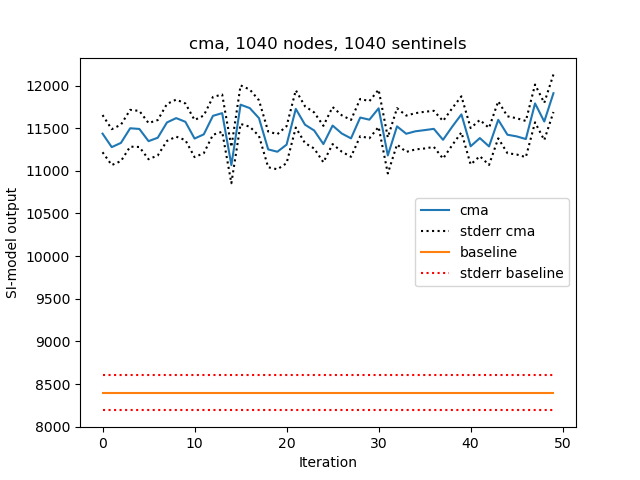 cma, 1040 nodes, 1040 sentinels
SI-model output
12000
11500
11000
10500
10000
9500
9000
8500
8000
cma
stderr cma
baseline
stderr baseline
0 10 20 30 40 50
Iteration